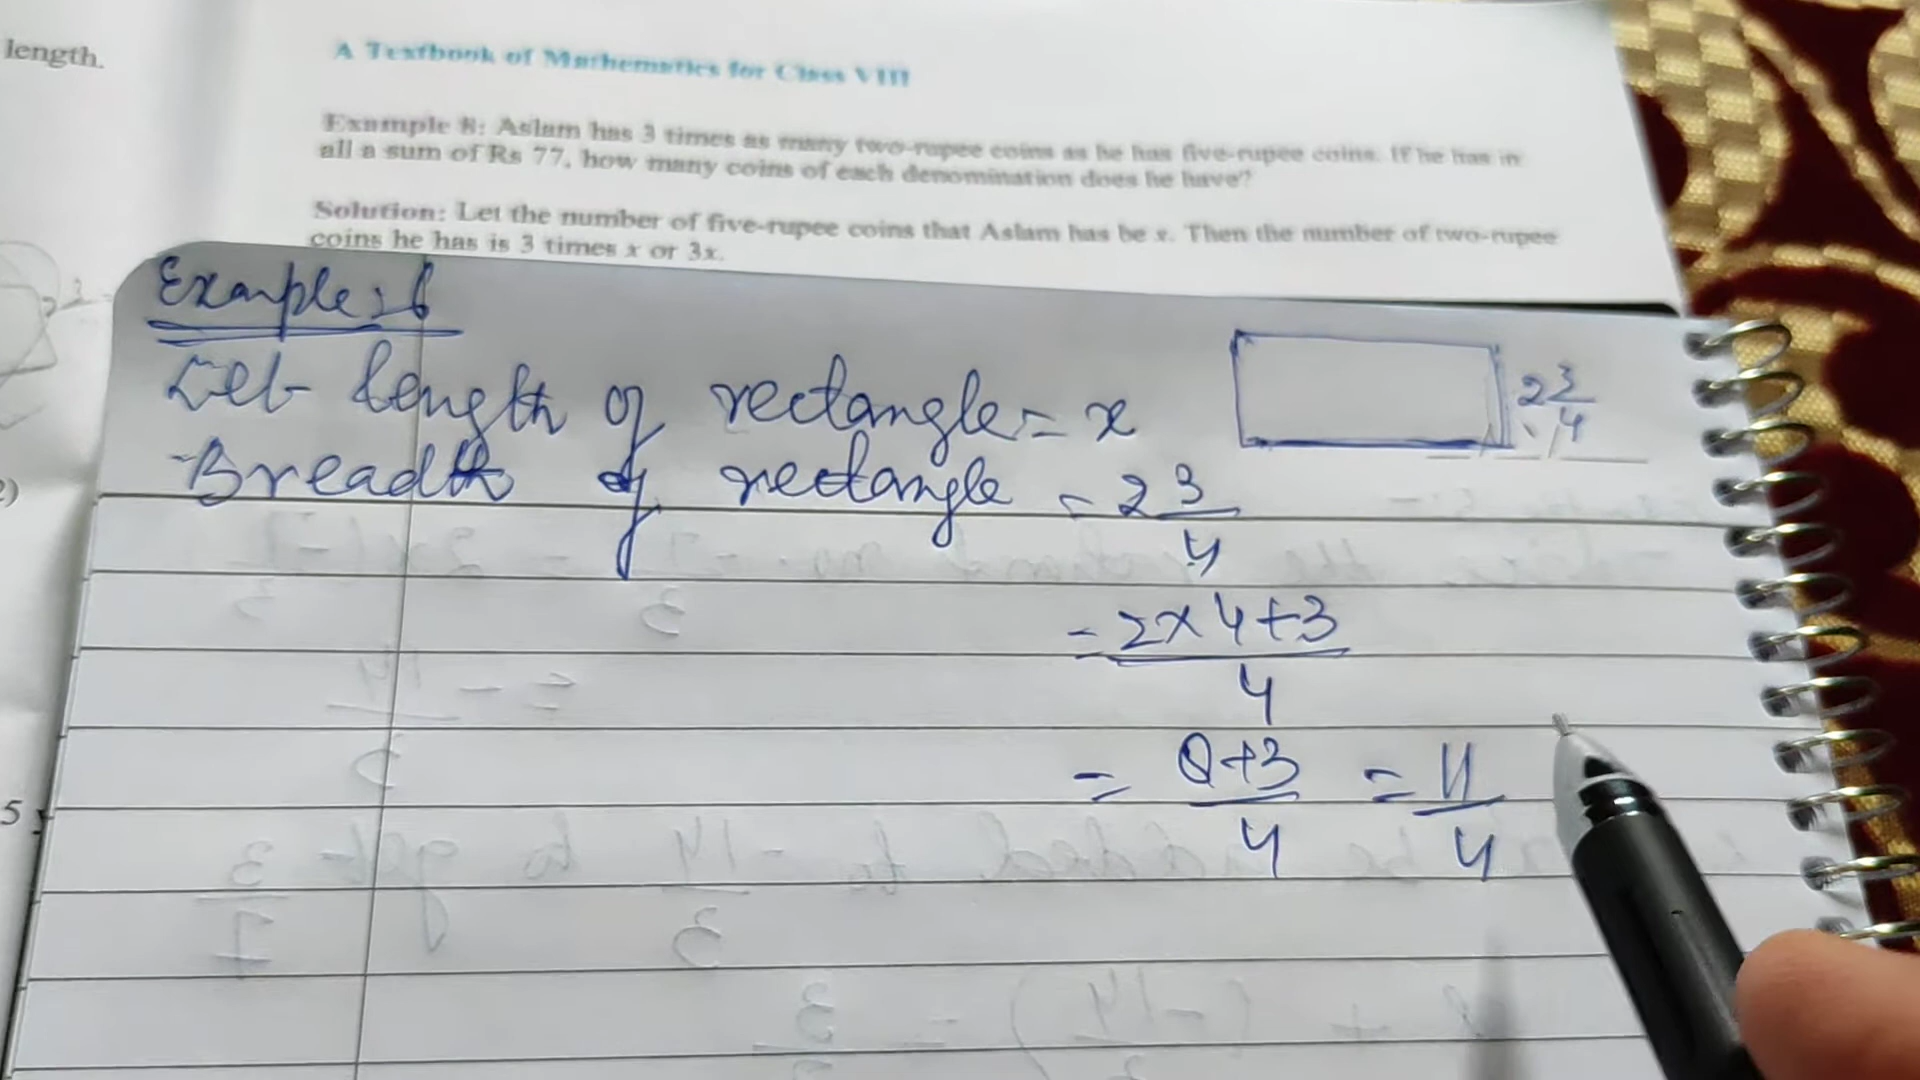 length.
A Textbook of Mathematics for Class VIII
Example 8: Aslam has 3 times as many two-rupee coins as he has five-rupee coins. If he has in
all a sum of Rs 77, how many coins of each denomination does he have?
Solution: Let the number of five-rupee coins that Aslam has be x. Then the number of two-rupee
coins he has is 3 times x or 3x.
Example: 6
Let length of rectangle = x
2 3/4
Breadth of rectangle = 2 3/4
= 2×4+3/4
= 8+3/4 = 11/4
5